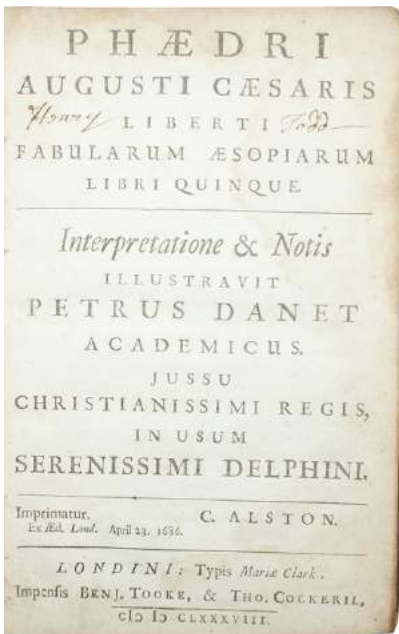 PHÆDRI
AUGUSTI CÆSARIS
Henry LIBERTI Todd
FABULARUM ÆSOPIARUM
LIBRI QUINQUE.
Interpretatione & Notis
ILLUSTRAVIT
PETRUS DANET
ACADEMICUS.
JUSSU
CHRISTIANISSIMI REGIS,
IN USUM
SERENISSIMI DELPHINI.
Imprimatur. C. ALSTON.
Ex Æd. Lond. April 23. 1686.
LONDINI: Typis Mariæ Clark.
Impensis BENJ. TOOKE, & THO. COCKERIL,
cIↄ Iↄ CLXXXVIII.